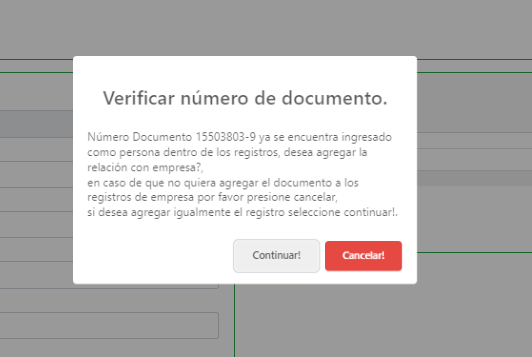 Verificar número de documento.
Número Documento 15503803-9 ya se encuentra ingresado
como persona dentro de los registros, desea agregar la
relación con empresa?,
en caso de que no quiera agregar el documento a los
registros de empresa por favor presione cancelar,
si desea agregar igualmente el registro seleccione continuar!.
Continuar!
Cancelar!